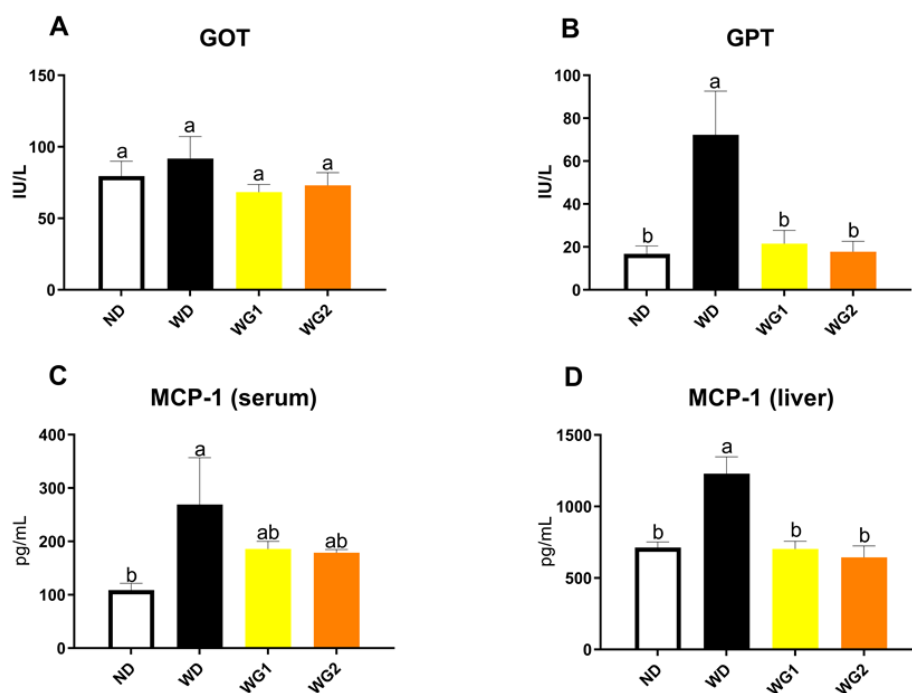 A
GOT
150
100
50
0
IU/L
a
a
a
a
ND
WD
WG1
WG2
B
GPT
100
80
60
40
20
0
IU/L
b
a
b
b
ND
WD
WG1
WG2
C
MCP-1 (serum)
400
300
200
100
0
pg/mL
b
a
ab
ab
ND
WD
WG1
WG2
D
MCP-1 (liver)
1500
1000
500
0
pg/mL
b
a
b
b
ND
WD
WG1
WG2